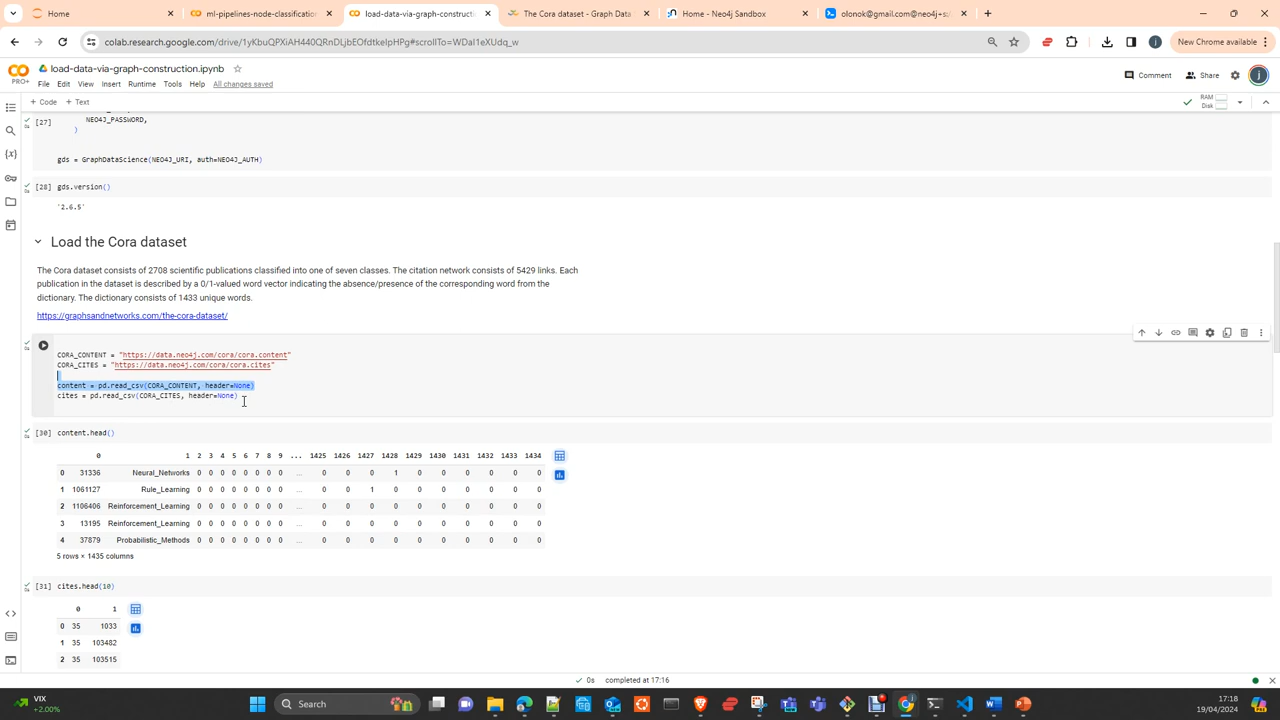 Home
ml-pipelines-node-classification
load-data-via-graph-construction
The Cora dataset - Graph Data
Home - Neo4j Sandbox
olonok@gmail.com@neo4j+s
colab.research.google.com/drive/1yKbuQPXiAH440QRnDLjbEOfdtkeIpHPg#scrollTo=WDaI1eXUdq_w
New Chrome available
PRO+
load-data-via-graph-construction.ipynb
File Edit View Insert Runtime Tools Help All changes saved
Comment Share
+ Code + Text
RAM
Disk
[27]
NEO4J_PASSWORD,
)
0s
gds = GraphDataScience(NEO4J_URI, auth=NEO4J_AUTH)
[28] gds.version()
0s
'2.6.5'
Load the Cora dataset
The Cora dataset consists of 2708 scientific publications classified into one of seven classes. The citation network consists of 5429 links. Each
publication in the dataset is described by a 0/1-valued word vector indicating the absence/presence of the corresponding word from the
dictionary. The dictionary consists of 1433 unique words.
https://graphsandnetworks.com/the-cora-dataset/
0s
CORA_CONTENT = "https://data.neo4j.com/cora/cora.content"
CORA_CITES = "https://data.neo4j.com/cora/cora.cites"
content = pd.read_csv(CORA_CONTENT, header=None)
cites = pd.read_csv(CORA_CITES, header=None)
[30] content.head()
0s
0 1 2 3 4 5 6 7 8 9 ... 1425 1426 1427 1428 1429 1430 1431 1432 1433 1434
0 31336 Neural_Networks 0 0 0 0 0 0 0 0 ... 0 0 0 1 0 0 0 0 0 0
1 1061127 Rule_Learning 0 0 0 0 0 0 0 0 ... 0 0 1 0 0 0 0 0 0 0
2 1106406 Reinforcement_Learning 0 0 0 0 0 0 0 0 ... 0 0 0 0 0 0 0 0 0 0
3 13195 Reinforcement_Learning 0 0 0 0 0 0 0 0 ... 0 0 0 0 0 0 0 0 0 0
4 37879 Probabilistic_Methods 0 0 0 0 0 0 0 0 ... 0 0 0 0 0 0 0 0 0 0
5 rows × 1435 columns
[31] cites.head(10)
0s
0 1
0 35 1033
1 35 103482
2 35 103515
0s completed at 17:16
VIX
+2.00%
Search
17:18
19/04/2024